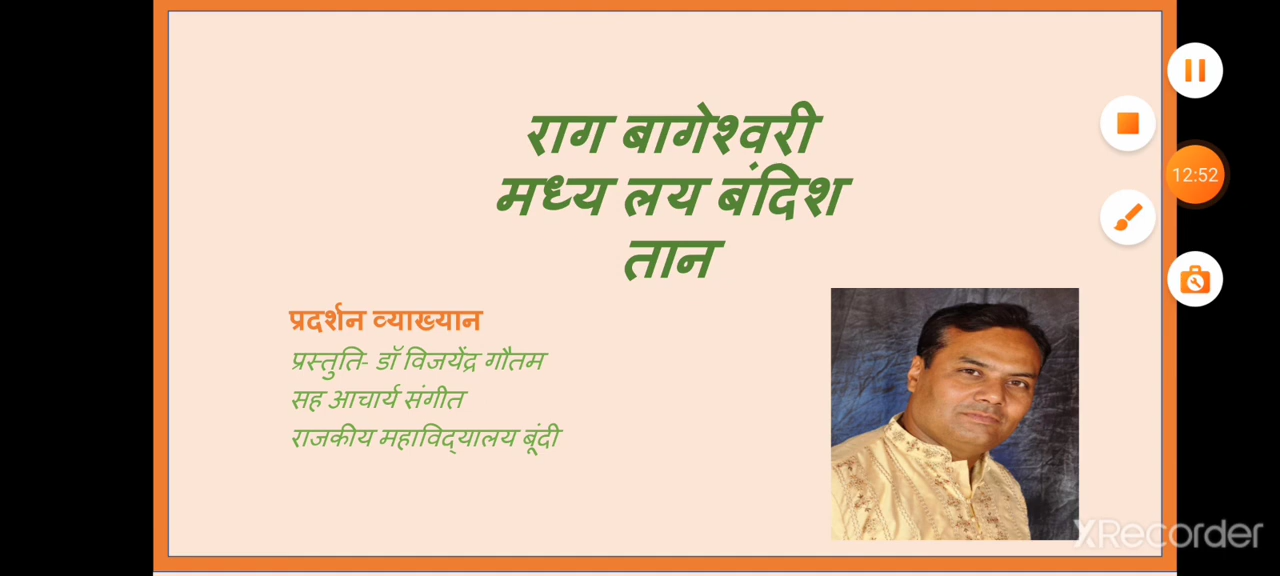 राग बागेश्वरी
मध्य लय बंदिश
तान
प्रदर्शन व्याख्यान
प्रस्तुति- डॉ विजयेंद्र गौतम
सह आचार्य संगीत
राजकीय महाविद्यालय बूंदी
12:52
XRecorder